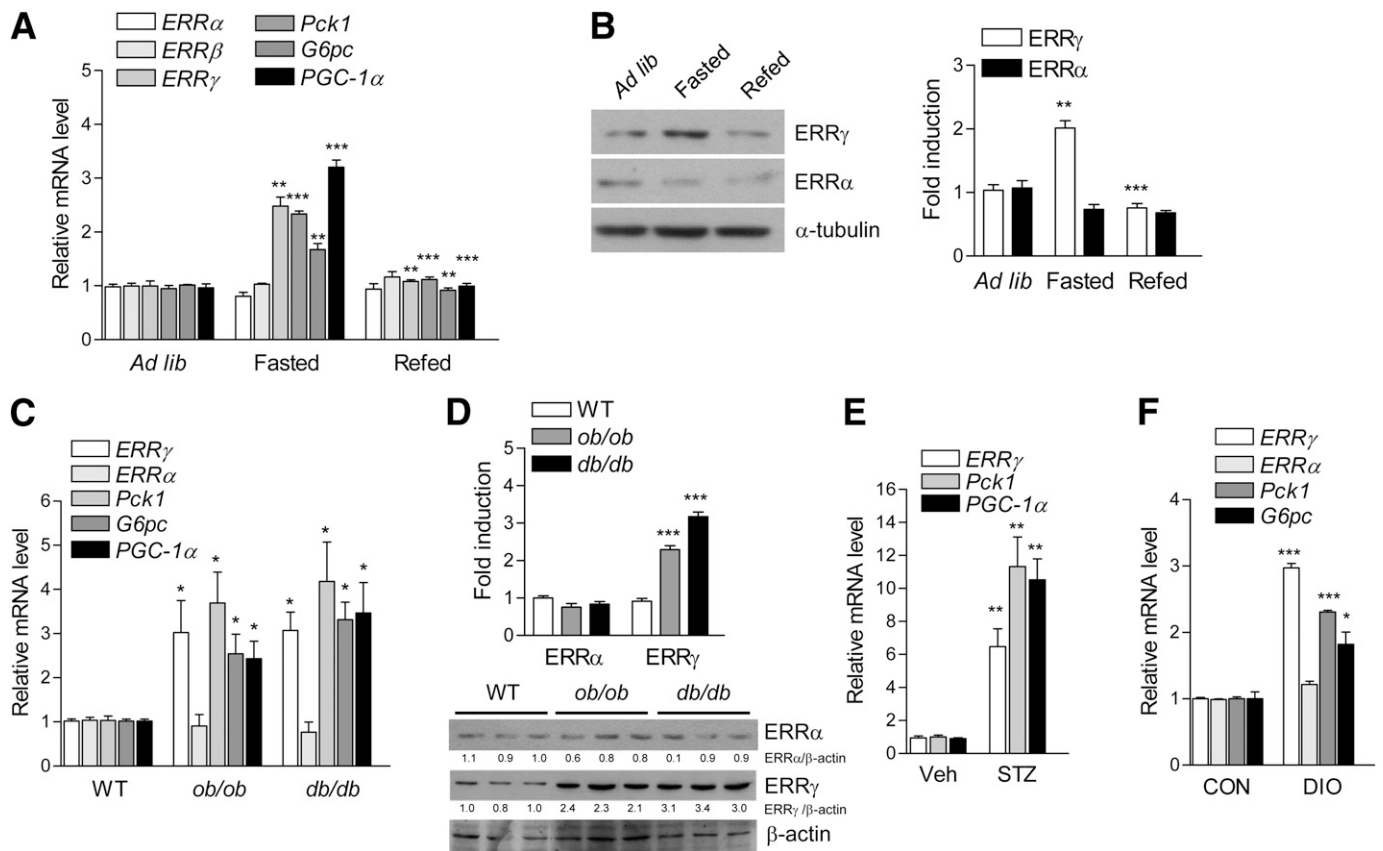 A
ERRα
ERRβ
ERRγ
Pck1
G6pc
PGC-1α
Relative mRNA level
5
4
3
2
1
0
** *** ** ***
** *** ** ***
Ad lib Fasted Refed
B
Ad lib Fasted Refed
ERRγ
ERRα
α-tubulin
ERRγ
ERRα
Fold induction
3
2
1
0
**
***
Ad lib Fasted Refed
C
ERRγ
ERRα
Pck1
G6pc
PGC-1α
Relative mRNA level
6
5
4
3
2
1
0
* * * *
* * * *
WT ob/ob db/db
D
WT
ob/ob
db/db
Fold induction
5
4
3
2
1
0
*** ***
ERRα ERRγ
WT ob/ob db/db
ERRα
1.1 0.9 1.0 0.6 0.8 0.8 0.1 0.9 0.9 ERRα/β-actin
ERRγ
1.0 0.8 1.0 2.4 2.3 2.1 3.1 3.4 3.0 ERRγ /β-actin
β-actin
E
ERRγ
Pck1
PGC-1α
Relative mRNA level
16
14
12
10
8
6
4
2
0
** ** **
Veh STZ
F
ERRγ
ERRα
Pck1
G6pc
Relative mRNA level
4
3
2
1
0
*** *** *
CON DIO